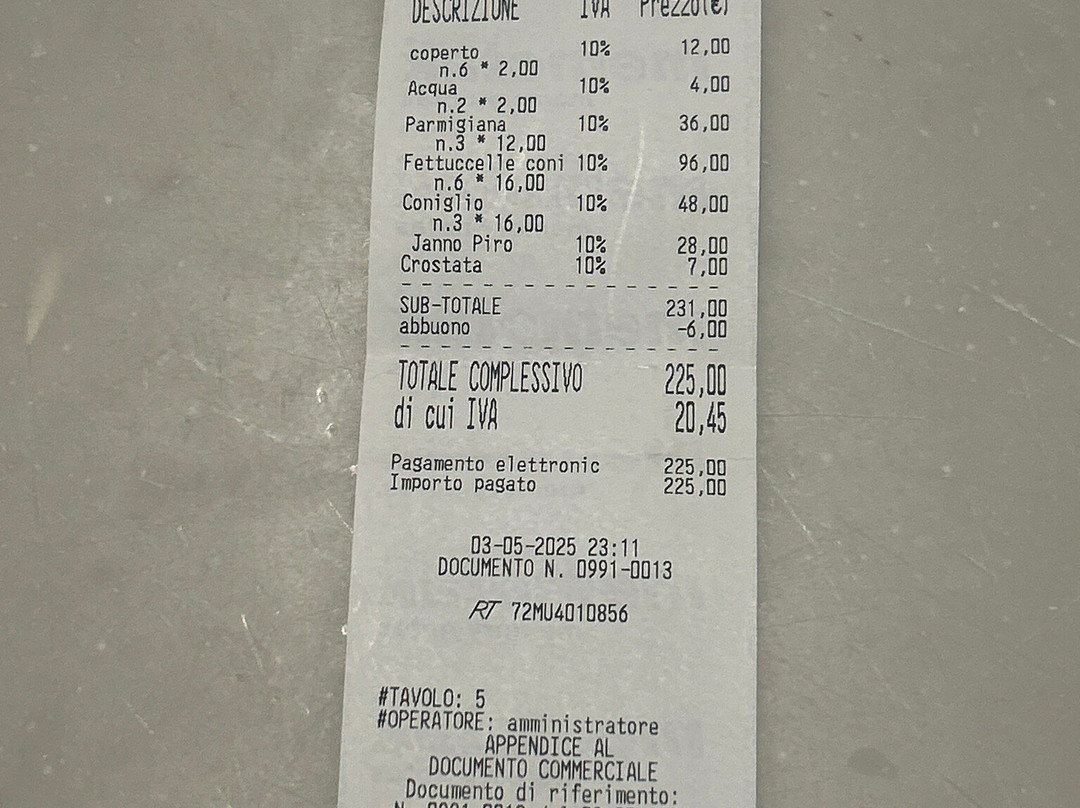 DESCRIZIONE IVA Prezzo(€)
coperto 10% 12,00
n.6 * 2,00
Acqua 10% 4,00
n.2 * 2,00
Parmigiana 10% 36,00
n.3 * 12,00
Fettuccelle coni 10% 96,00
n.6 * 16,00
Coniglio 10% 48,00
n.3 * 16,00
Janno Piro 10% 28,00
Crostata 10% 7,00
SUB-TOTALE 231,00
abbuono -6,00
TOTALE COMPLESSIVO 225,00
di cui IVA 20,45
Pagamento elettronic 225,00
Importo pagato 225,00
03-05-2025 23:11
DOCUMENTO N. 0991-0013
RT 72MU4010856
#TAVOLO: 5
#OPERATORE: amministratore
APPENDICE AL
DOCUMENTO COMMERCIALE
Documento di riferimento: